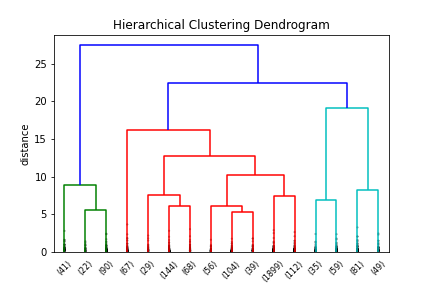 Hierarchical Clustering Dendrogram
distance
25
20
15
10
5
0
(41) (22) (90) (67) (29) (144) (68) (56) (104) (39) (1899) (112) (35) (59) (81) (49)